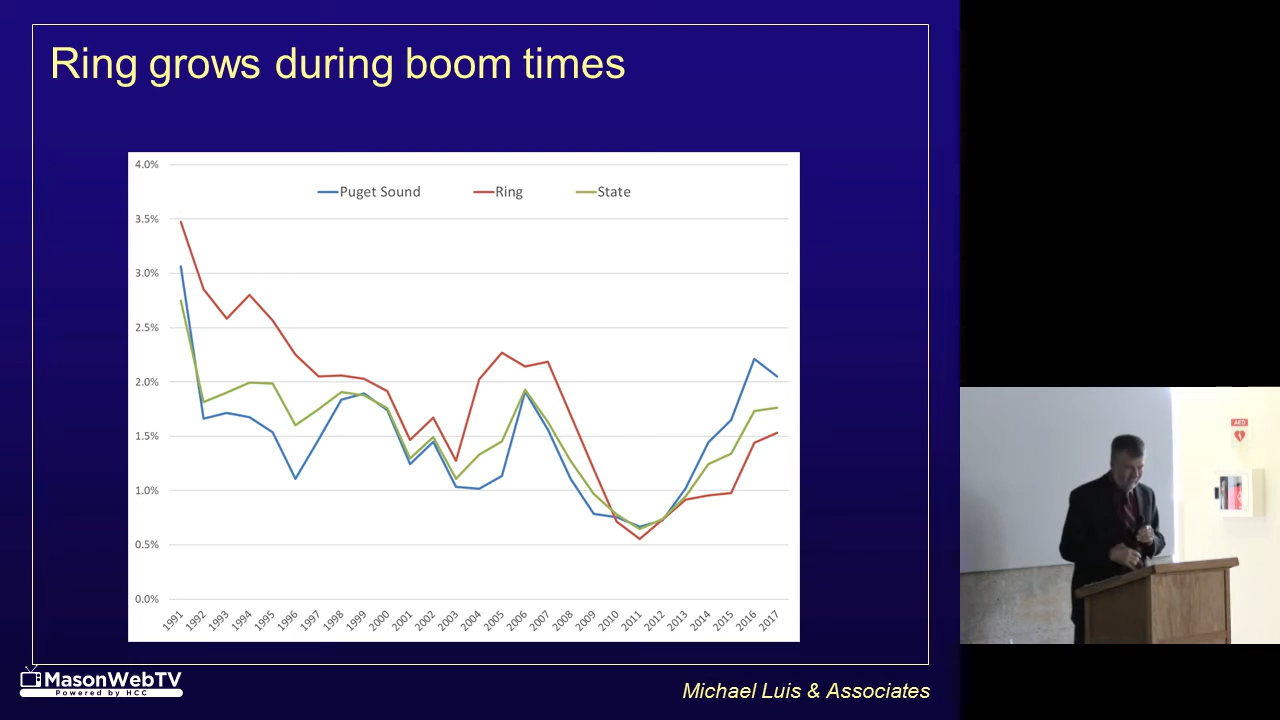 Ring grows during boom times
4.0%
Puget Sound Ring State
3.5%
3.0%
2.5%
2.0%
1.5%
1.0%
0.5%
0.0%
1991 1992 1993 1994 1995 1996 1997 1998 1999 2000 2001 2002 2003 2004 2005 2006 2007 2008 2009 2010 2011 2012 2013 2014 2015 2016 2017
AED
MasonWebTV
Powered by HCC
Michael Luis & Associates